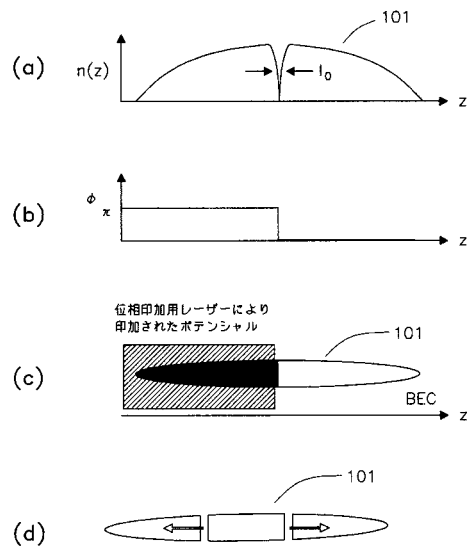 101
(a)
n(z)
l₀
z
(b)
ϕ
π
z
位相印加用レーザーにより
印加されたポテンシャル
101
(c)
BEC
z
101
(d)